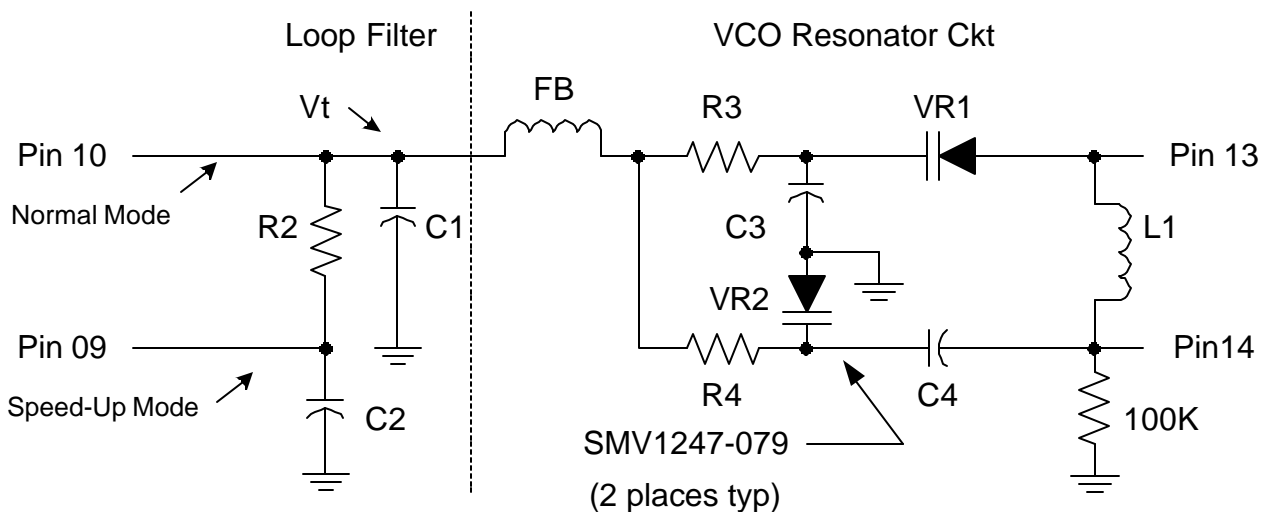 Loop Filter
VCO Resonator Ckt
FB
Vt
R3
VR1
Pin 10
Pin 13
Normal Mode
R2
C1
C3
L1
VR2
Pin 09
Pin14
R4
C4
Speed-Up Mode
C2
100K
SMV1247-079
(2 places typ)